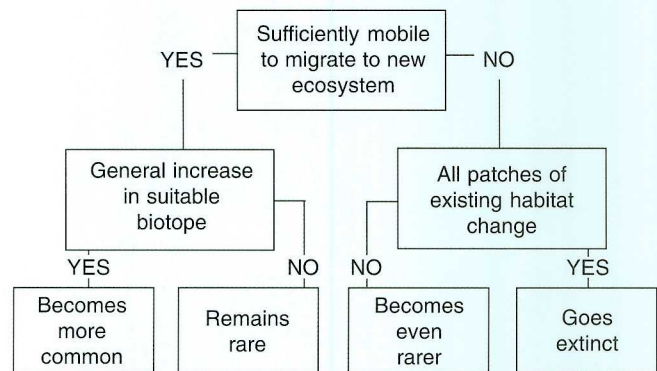 Sufficiently mobile
to migrate to new
ecosystem
YES
NO
General increase
in suitable
biotope
All patches of
existing habitat
change
YES
NO
NO
YES
Becomes
more
common
Remains
rare
Becomes
even
rarer
Goes
extinct